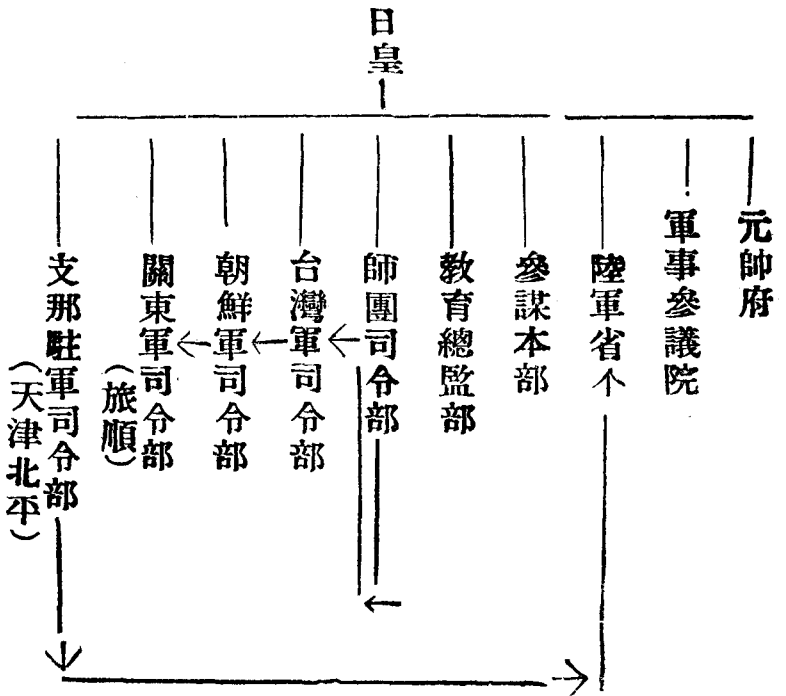 日皇
元帥府
軍事參議院
陸軍省
參謀本部
教育總監部
師團司令部
台灣軍司令部
朝鮮軍司令部
關東軍司令部
（旅順）
支那駐軍司令部
（天津北平）